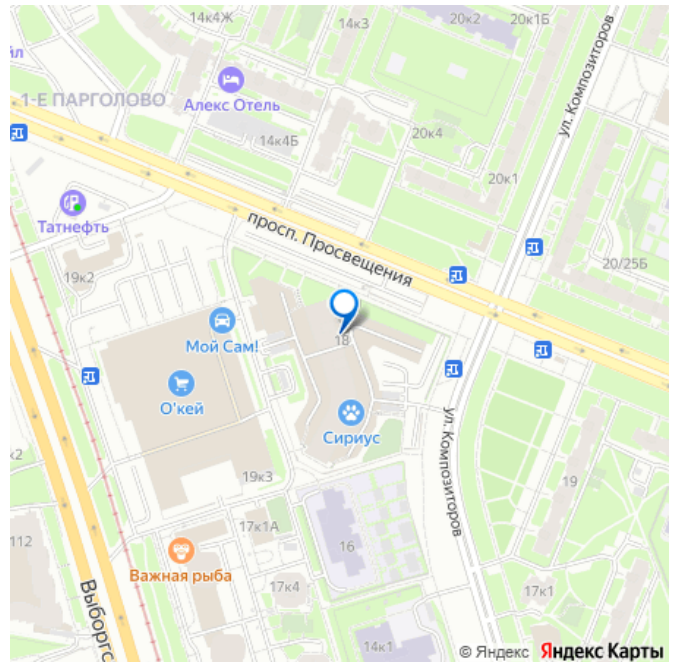 14к4Ж
14к3
20к2
20к1Б
ул. Композиторов
йл
1-Е ПАРГОЛОВО
Алекс Отель
14к4Б
20к4
20к1
Татнефть
просп. Просвещения
19к2
20/25Б
Мой Сам!
18
О'кей
Сириус
ул. Композиторов
к2
19к3
19
17к1А
112
16
Важная рыба
17к4
17к1
Выборгс
14к1
© Яндекс Яндекс Карты